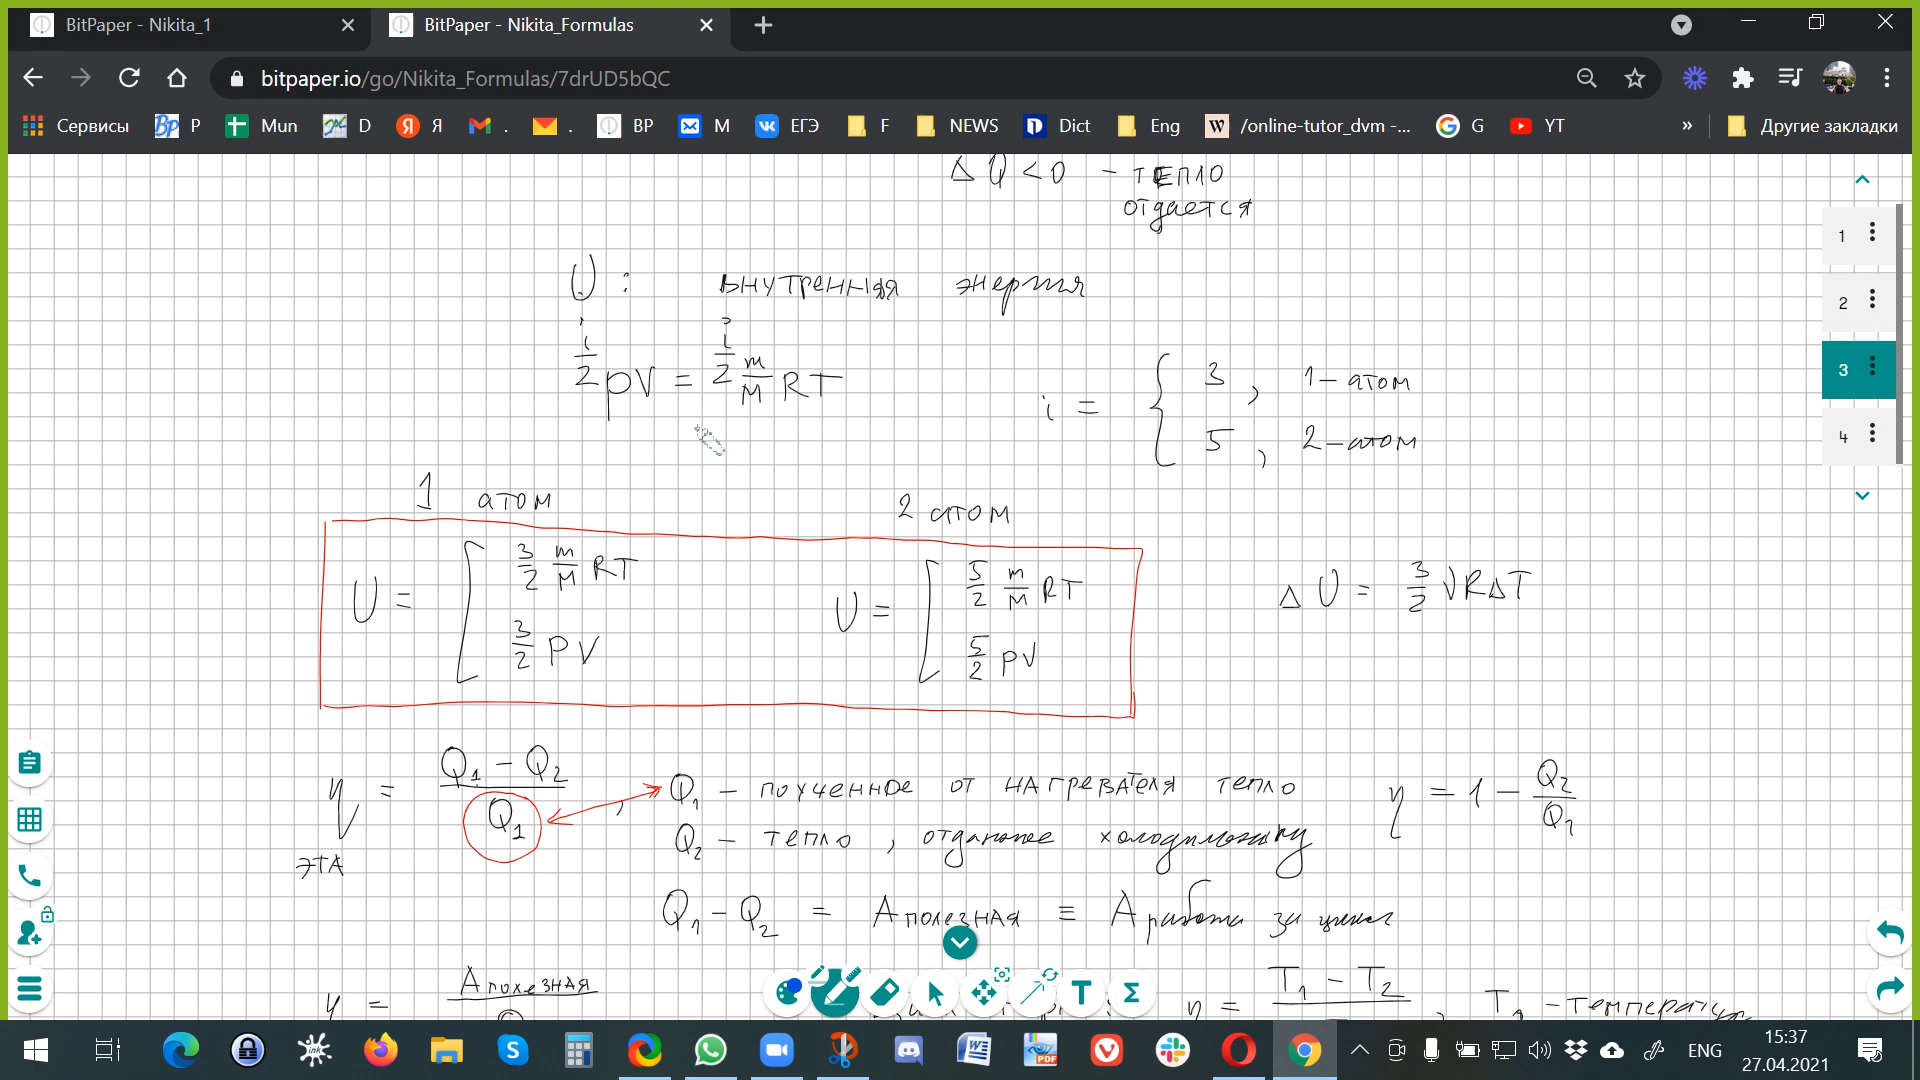 BitPaper - Nikita_1
BitPaper - Nikita_Formulas
bitpaper.io/go/Nikita_Formulas/7drUD5bQC
Сервисы P Mun D Я . . BP M ЕГЭ F NEWS Dict Eng /online-tutor_dvm -... G YT » Другие закладки
Δ Q < 0 - ТЕПЛО
отдается
U : внутренняя энергия
i/2 pV = i/2 m/M RT
i = { 3 , 1-атом
5 , 2-атом
1 атом
2 атом
U = [ 3/2 m/M RT
3/2 PV
U = [ 5/2 m/M RT
5/2 pV
Δ U = 3/2 νRΔT
η = (Q1 - Q2)/Q1 , Q1 - полученное от нагревателя тепло
ЭТА
Q2 - тепло , отданное холодильнику
η = 1 - Q2/Q1
Q1 - Q2 = A полезная ≡ A работа за цикл
η = A полезная
η = T1 - T2
T1 - температура
1
2
3
4
ENG
15:37
27.04.2021